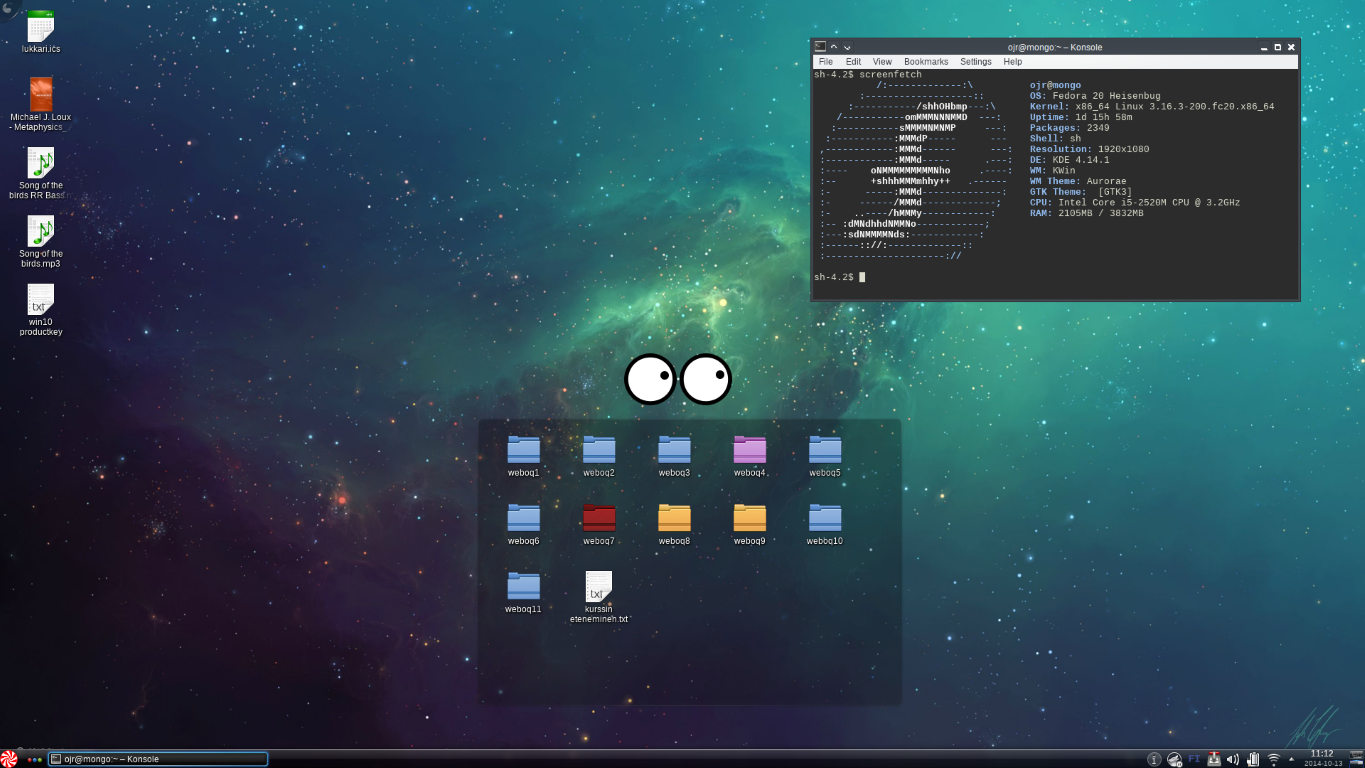 lukkari.ics
Michael J. Loux
- Metaphysics_
Song of the
birds RR Bass.
Song of the
birds.mp3
txt
win10
productkey
ojr@mongo:~ – Konsole
File Edit View Bookmarks Settings Help
sh-4.2$ screenfetch
/:-------------:\ ojr@mongo
:-------------------:: OS: Fedora 20 Heisenbug
:-----------/shhOHbmp---:\ Kernel: x86_64 Linux 3.16.3-200.fc20.x86_64
/-----------omMMMNNNMMD ---: Uptime: 1d 15h 58m
:-----------sMMMMNMNMP ---: Packages: 2349
:-----------:MMMdP----- ---: Shell: sh
,------------:MMMd------ ---: Resolution: 1920x1080
:------------:MMMd----- .---: DE: KDE 4.14.1
:---- oNMMMMMMMMMNho .----: WM: KWin
:-- +shhhMMMmhhy++ .------ WM Theme: Aurorae
:- -----:MMMd--------------: GTK Theme: [GTK3]
:- ------/MMMd-------------; CPU: Intel Core i5-2520M CPU @ 3.2GHz
:- ..----/hMMMy------------: RAM: 2105MB / 3832MB
:-- :dMNdhhdNMMNo------------;
:---:sdNMMMMNds:------------:
:------:://:-------------::
:---------------------://
sh-4.2$
weboq1 weboq2 weboq3 weboq4 weboq5
weboq6 weboq7 weboq8 weboq9 weboq10
txt
weboq11 kurssin
etenemineh.txt
ojr@mongo:~ – Konsole
FI
11:12
2014-10-13